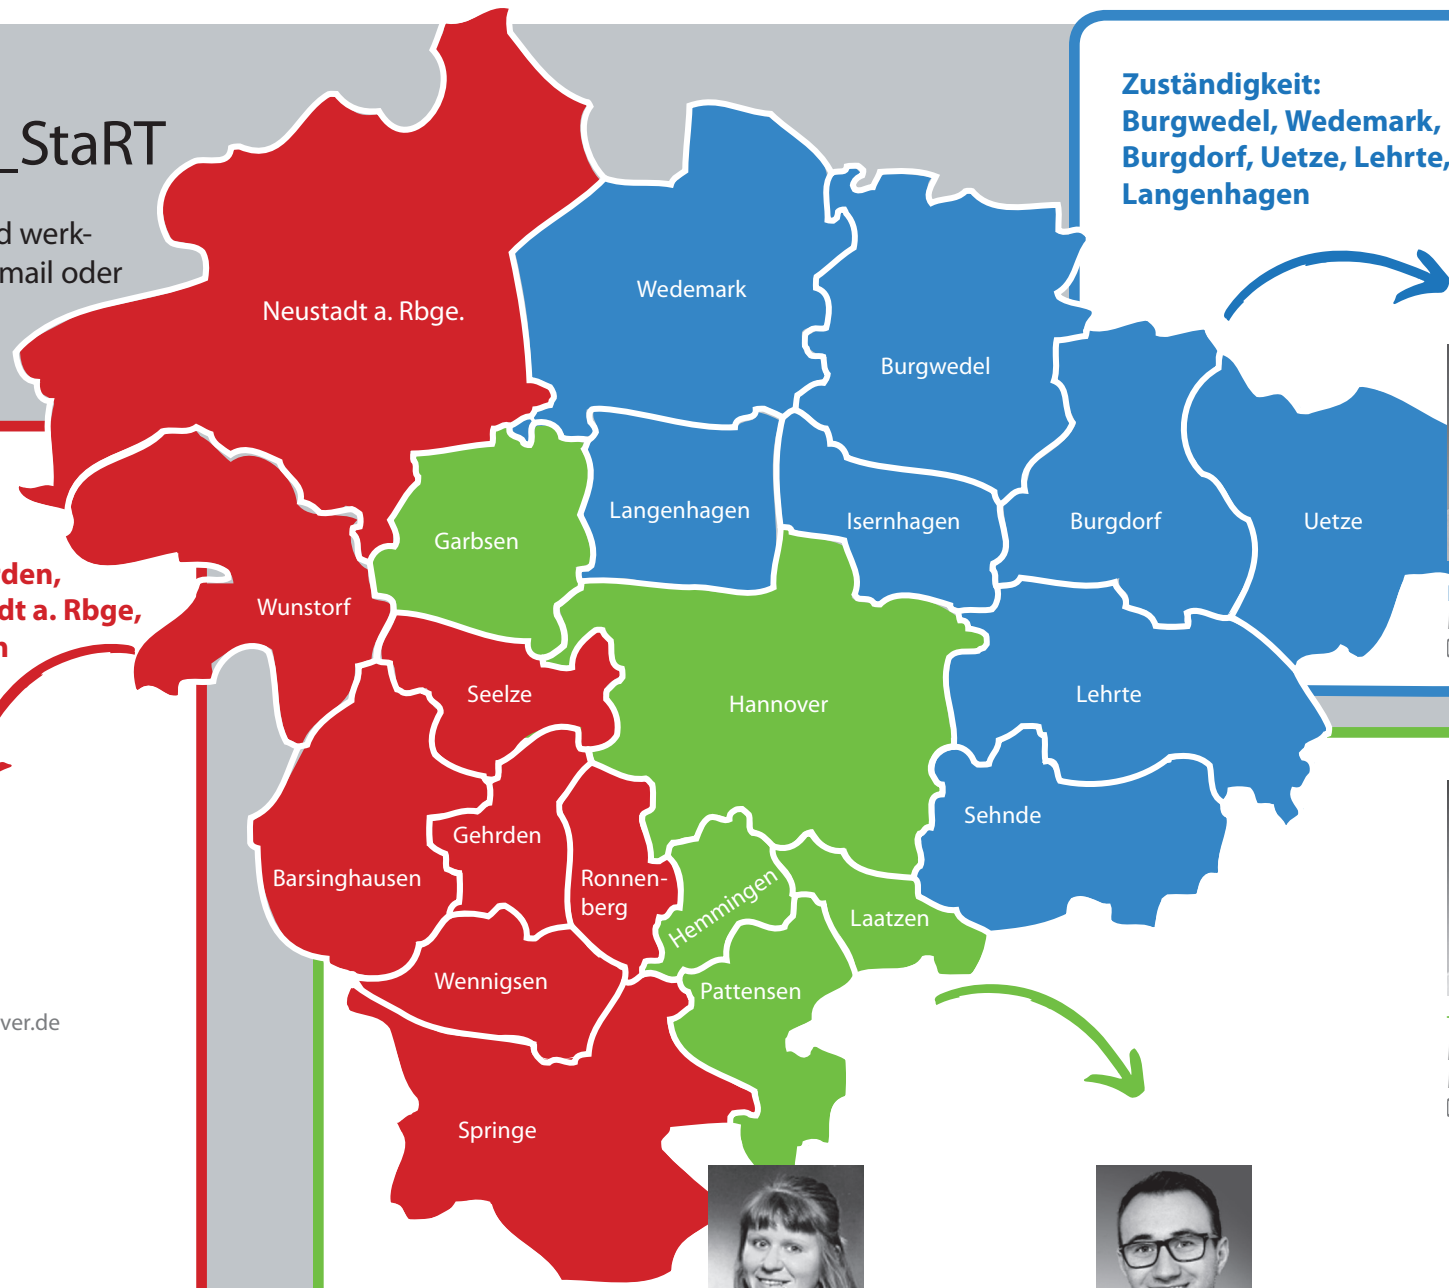 _StaRT
d werk-
mail oder
Zuständigkeit:
Burgwedel, Wedemark,
Burgdorf, Uetze, Lehrte,
Langenhagen
Neustadt a. Rbge.
Wedemark
Burgwedel
Garbsen
Langenhagen
Isernhagen
Burgdorf
Uetze
rden,
dt a. Rbge,
n
Wunstorf
Seelze
Hannover
Lehrte
Sehnde
Gehrden
Barsinghausen
Ronnen-
berg
Hemmingen
Laatzen
Wennigsen
Pattensen
ver.de
Springe